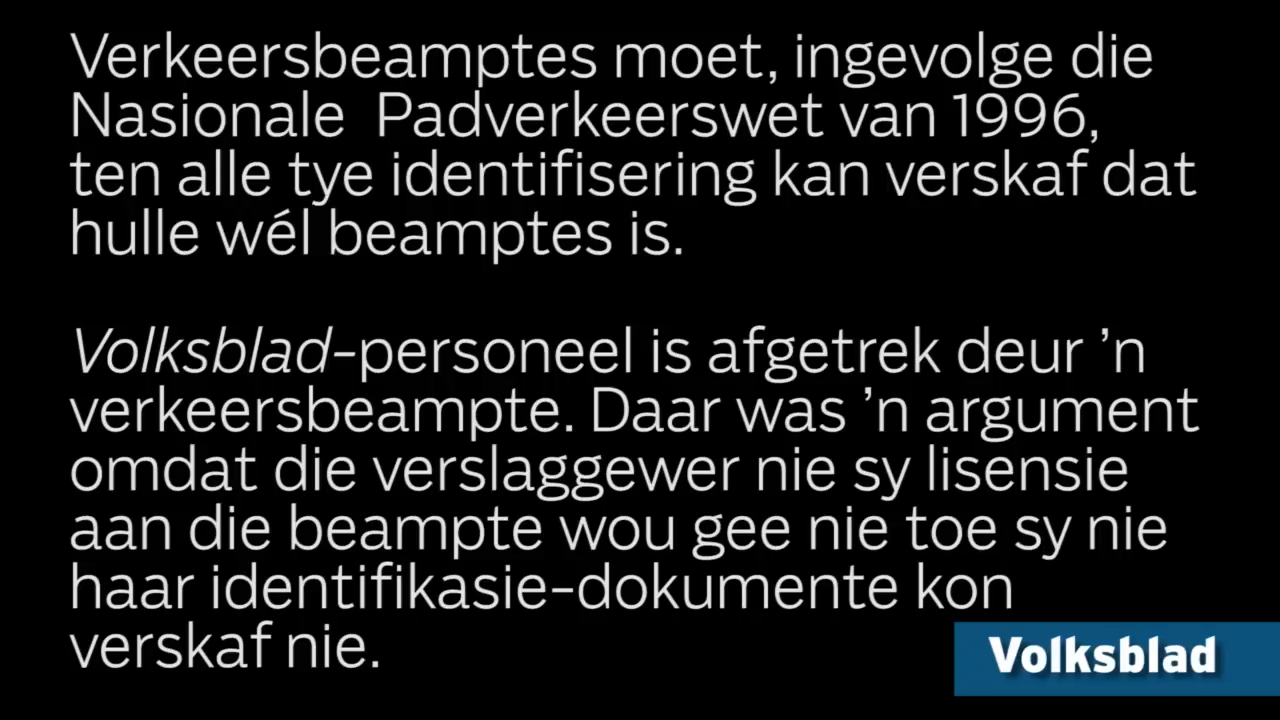 Verkeersbeamptes moet, ingevolge die
Nasionale Padverkeerswet van 1996,
ten alle tye identifisering kan verskaf dat
hulle wél beamptes is.
Volksblad-personeel is afgetrek deur ’n
verkeersbeampte. Daar was ’n argument
omdat die verslaggewer nie sy lisensie
aan die beampte wou gee nie toe sy nie
haar identifikasie-dokumente kon
verskaf nie.
Volksblad